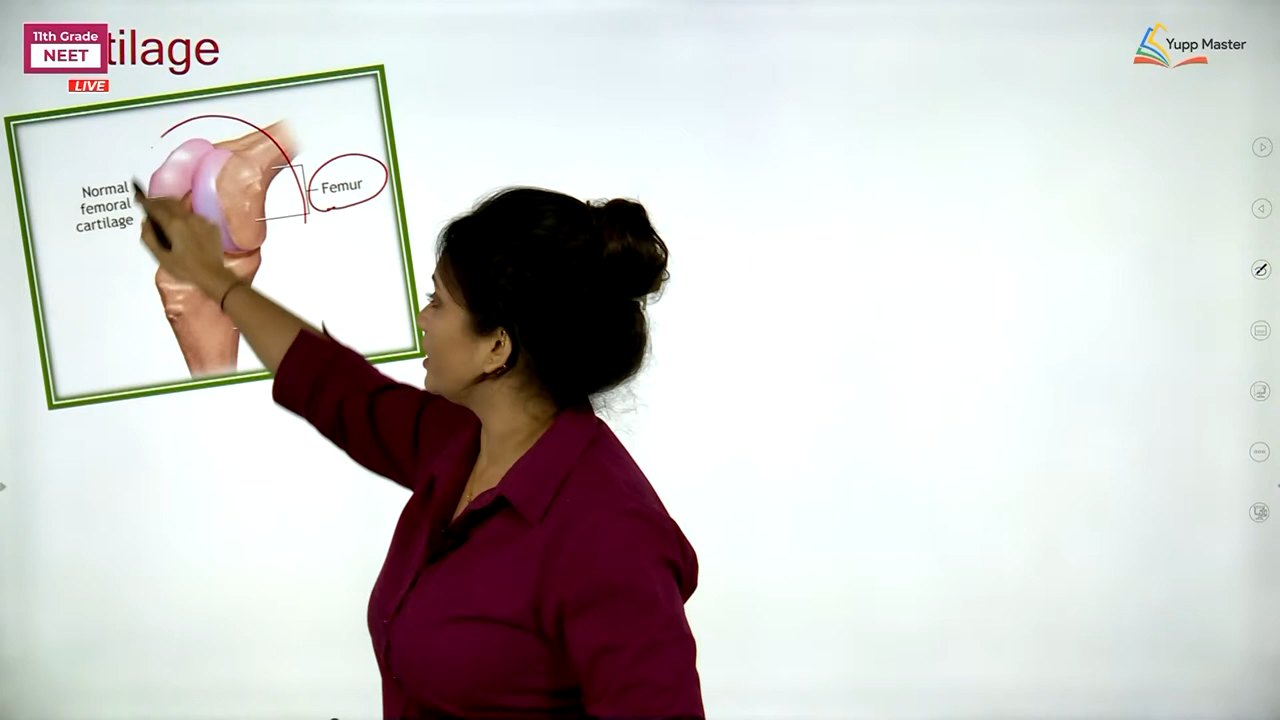 11th Grade
NEET
tilage
LIVE
Yupp Master
Normal
femoral
cartilage
Femur